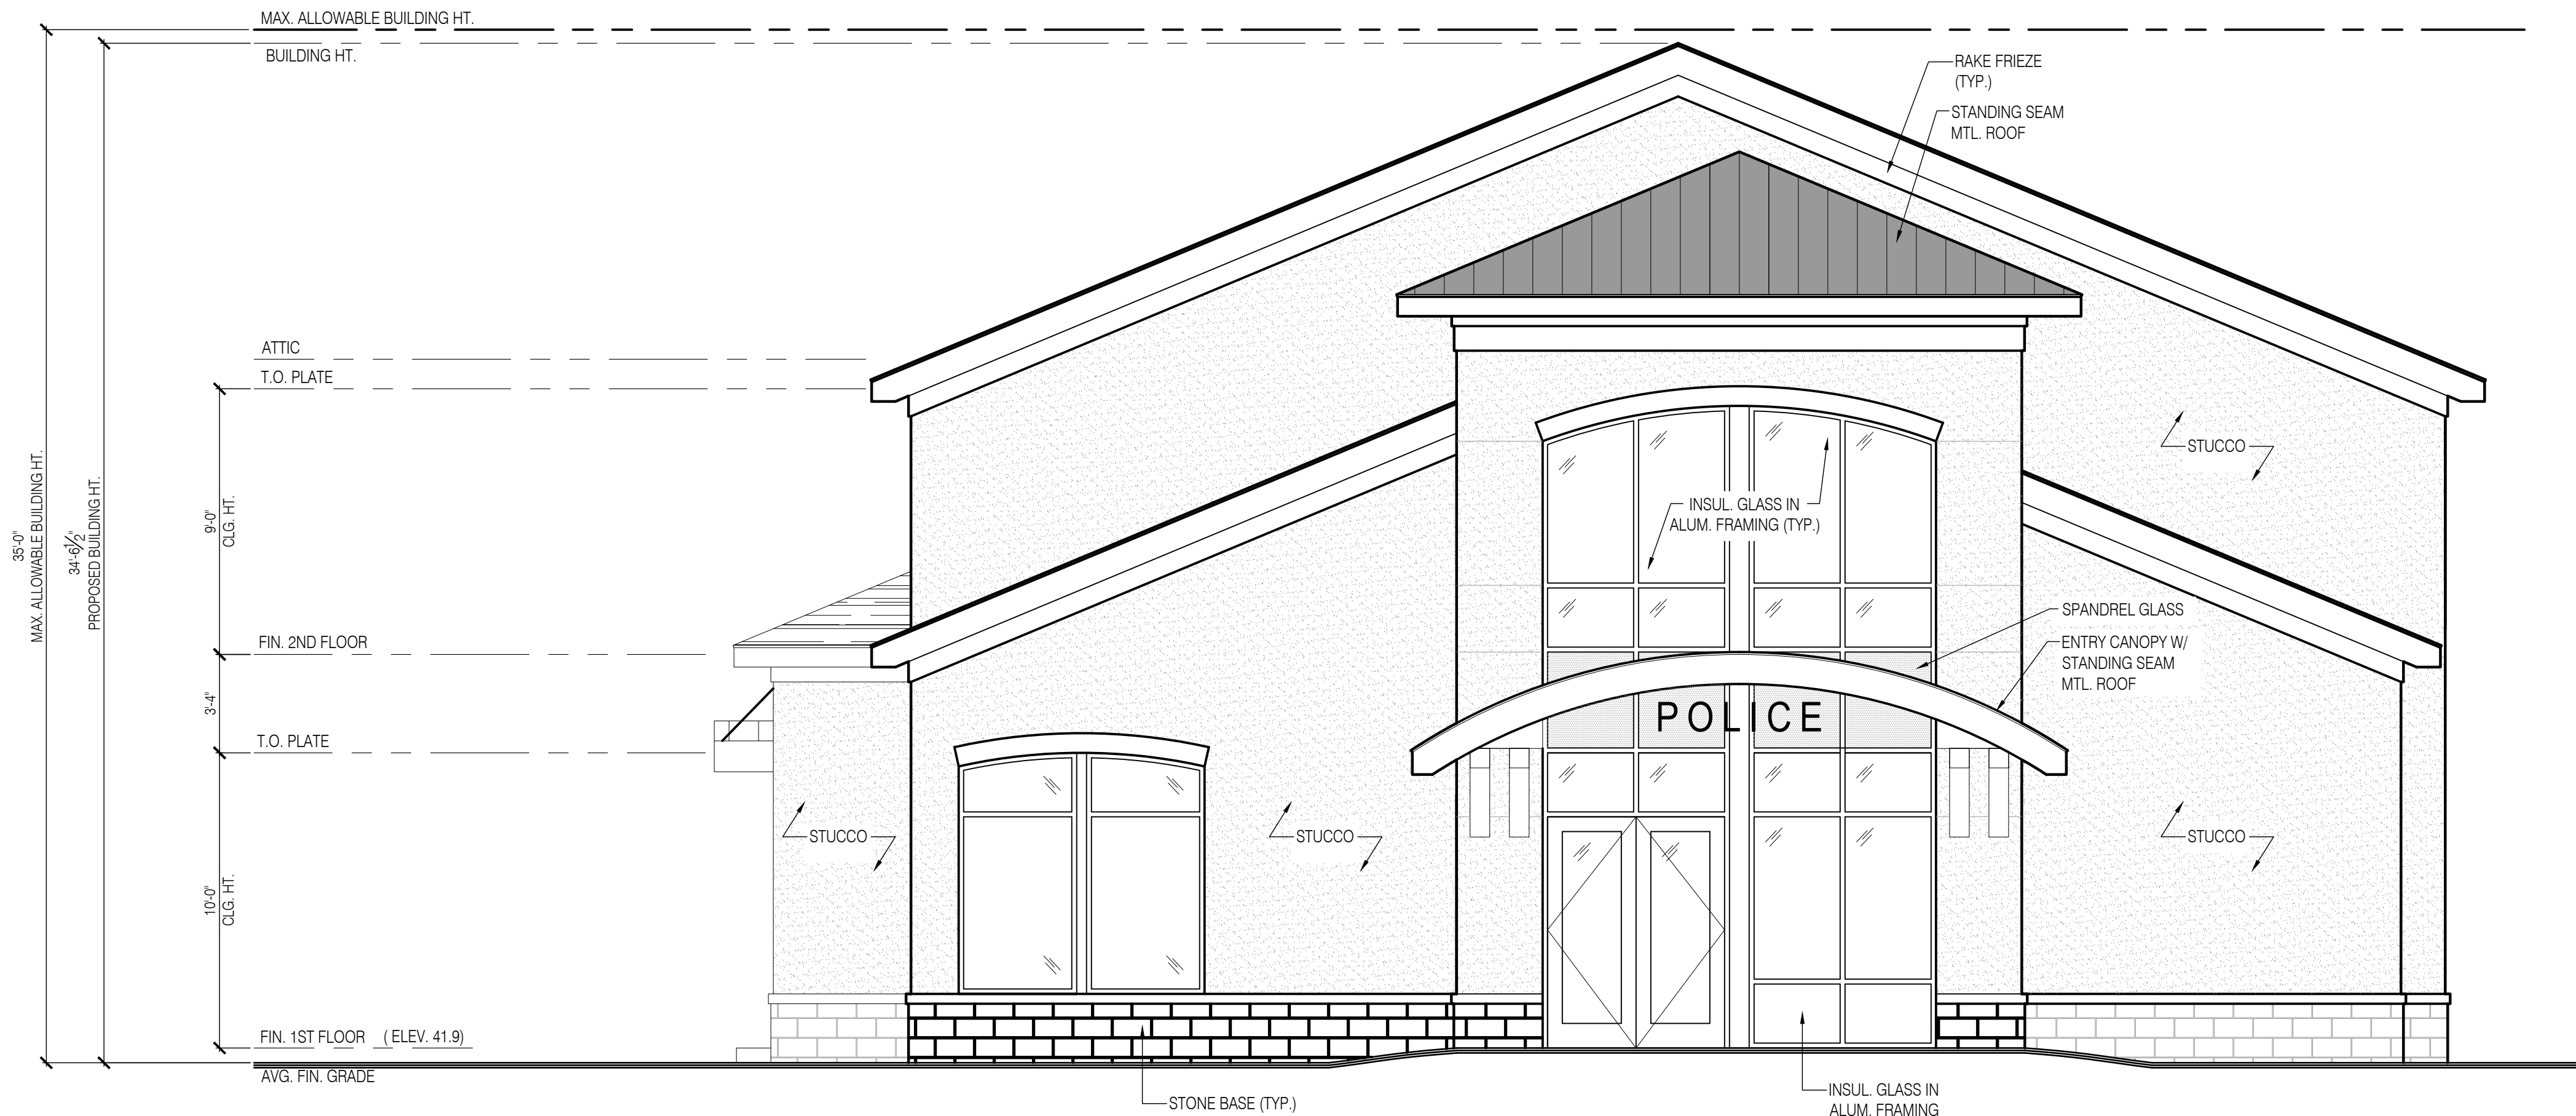 MAX. ALLOWABLE BUILDING HT.
BUILDING HT.
RAKE FRIEZE
(TYP.)
STANDING SEAM
MTL. ROOF
ATTIC
T.O. PLATE
STUCCO
35'-0"
MAX. ALLOWABLE BUILDING HT.
34'-6 1/2"
PROPOSED BUILDING HT.
9'-0"
CLG. HT.
INSUL. GLASS IN
ALUM. FRAMING (TYP.)
SPANDREL GLASS
FIN. 2ND FLOOR
ENTRY CANOPY W/
STANDING SEAM
MTL. ROOF
3'-4"
POLICE
T.O. PLATE
STUCCO
STUCCO
STUCCO
10'-0"
CLG. HT.
FIN. 1ST FLOOR ( ELEV. 41.9)
AVG. FIN. GRADE
STONE BASE (TYP.)
INSUL. GLASS IN
ALUM. FRAMING